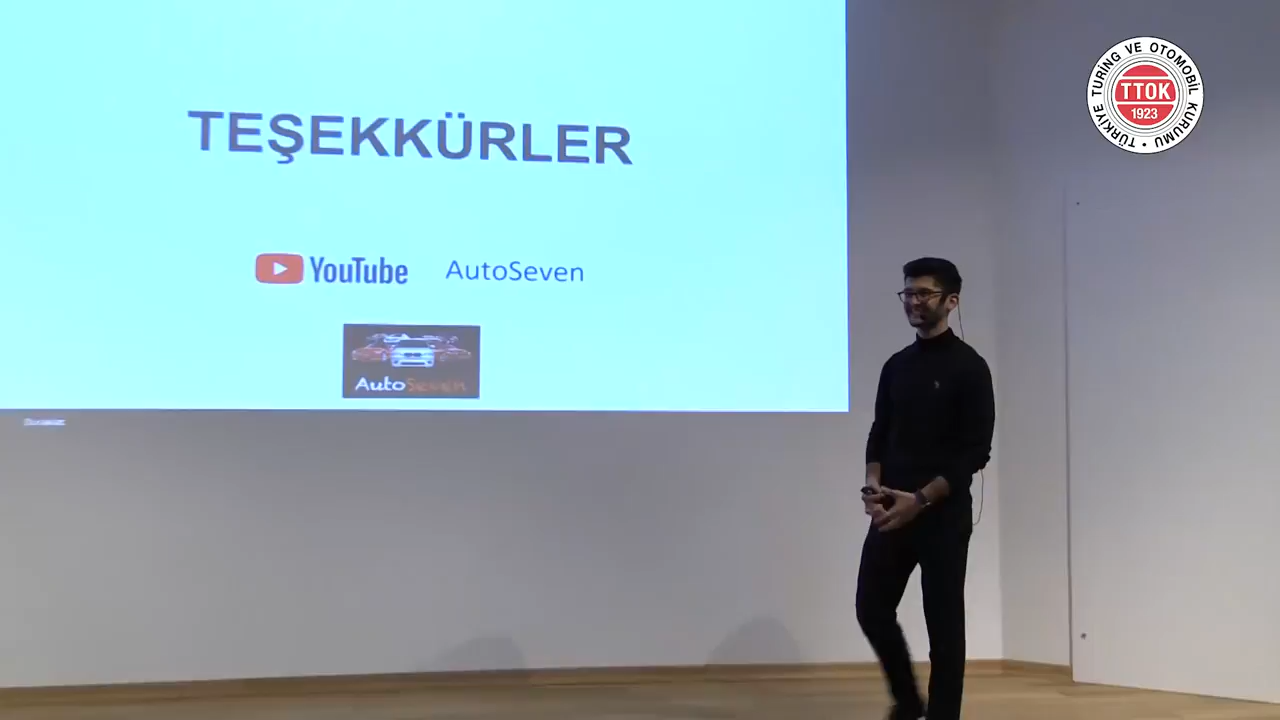 TEŞEKKÜRLER
YouTube AutoSeven
AutoSeven
TÜRKİYE TURİNG VE OTOMOBİL KURUMU
TTOK
1923